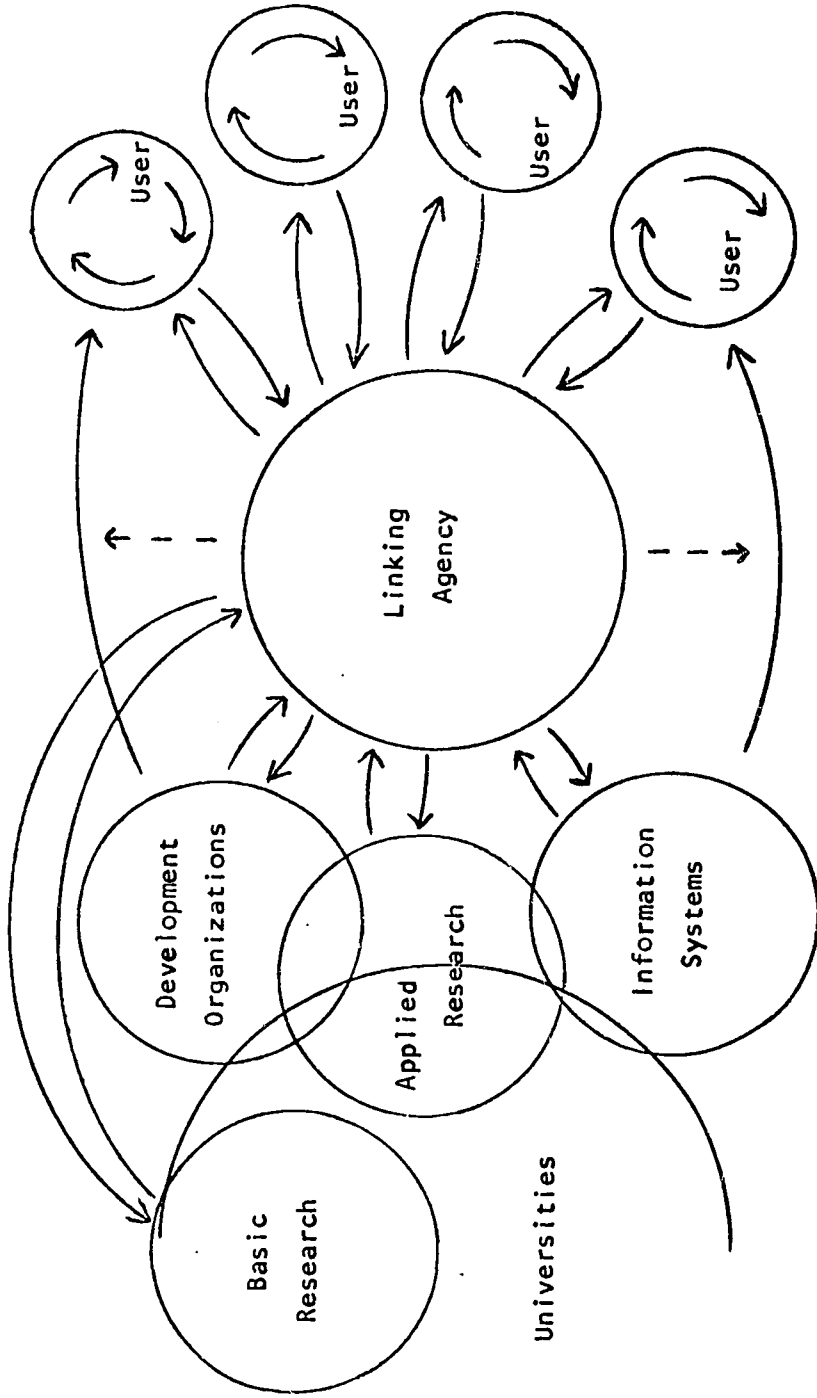 Basic
Research
Universities
Development
Organizations
Applied
Research
Information
Systems
Linking
Agency
User
User
User
User